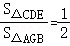 S△CDE/S△AGB = 1/2